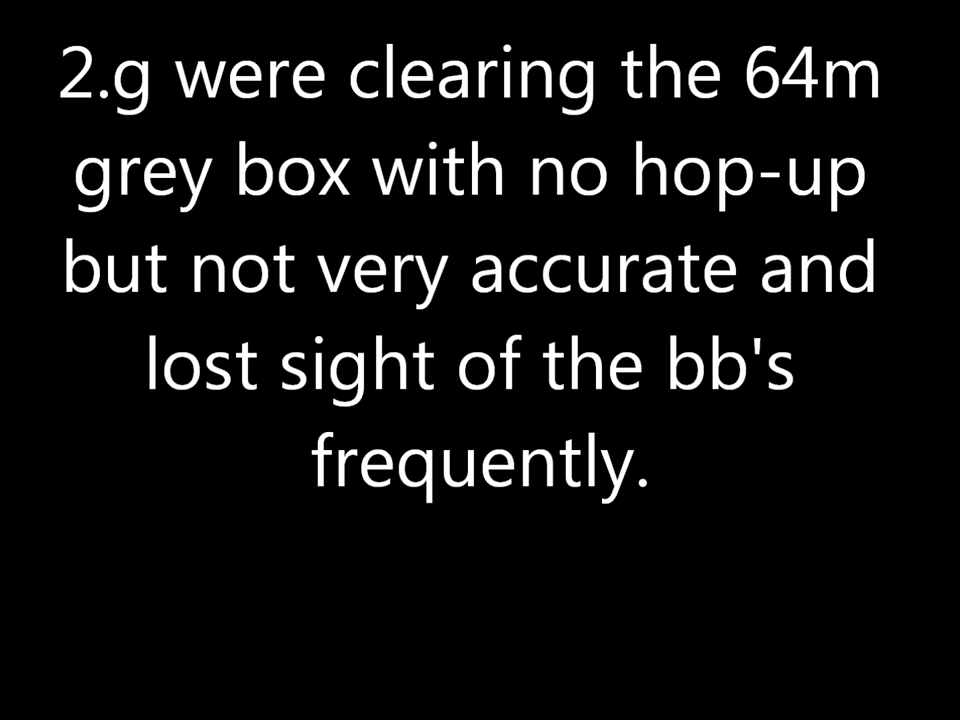 2.g were clearing the 64m
grey box with no hop-up
but not very accurate and
lost sight of the bb's
frequently.